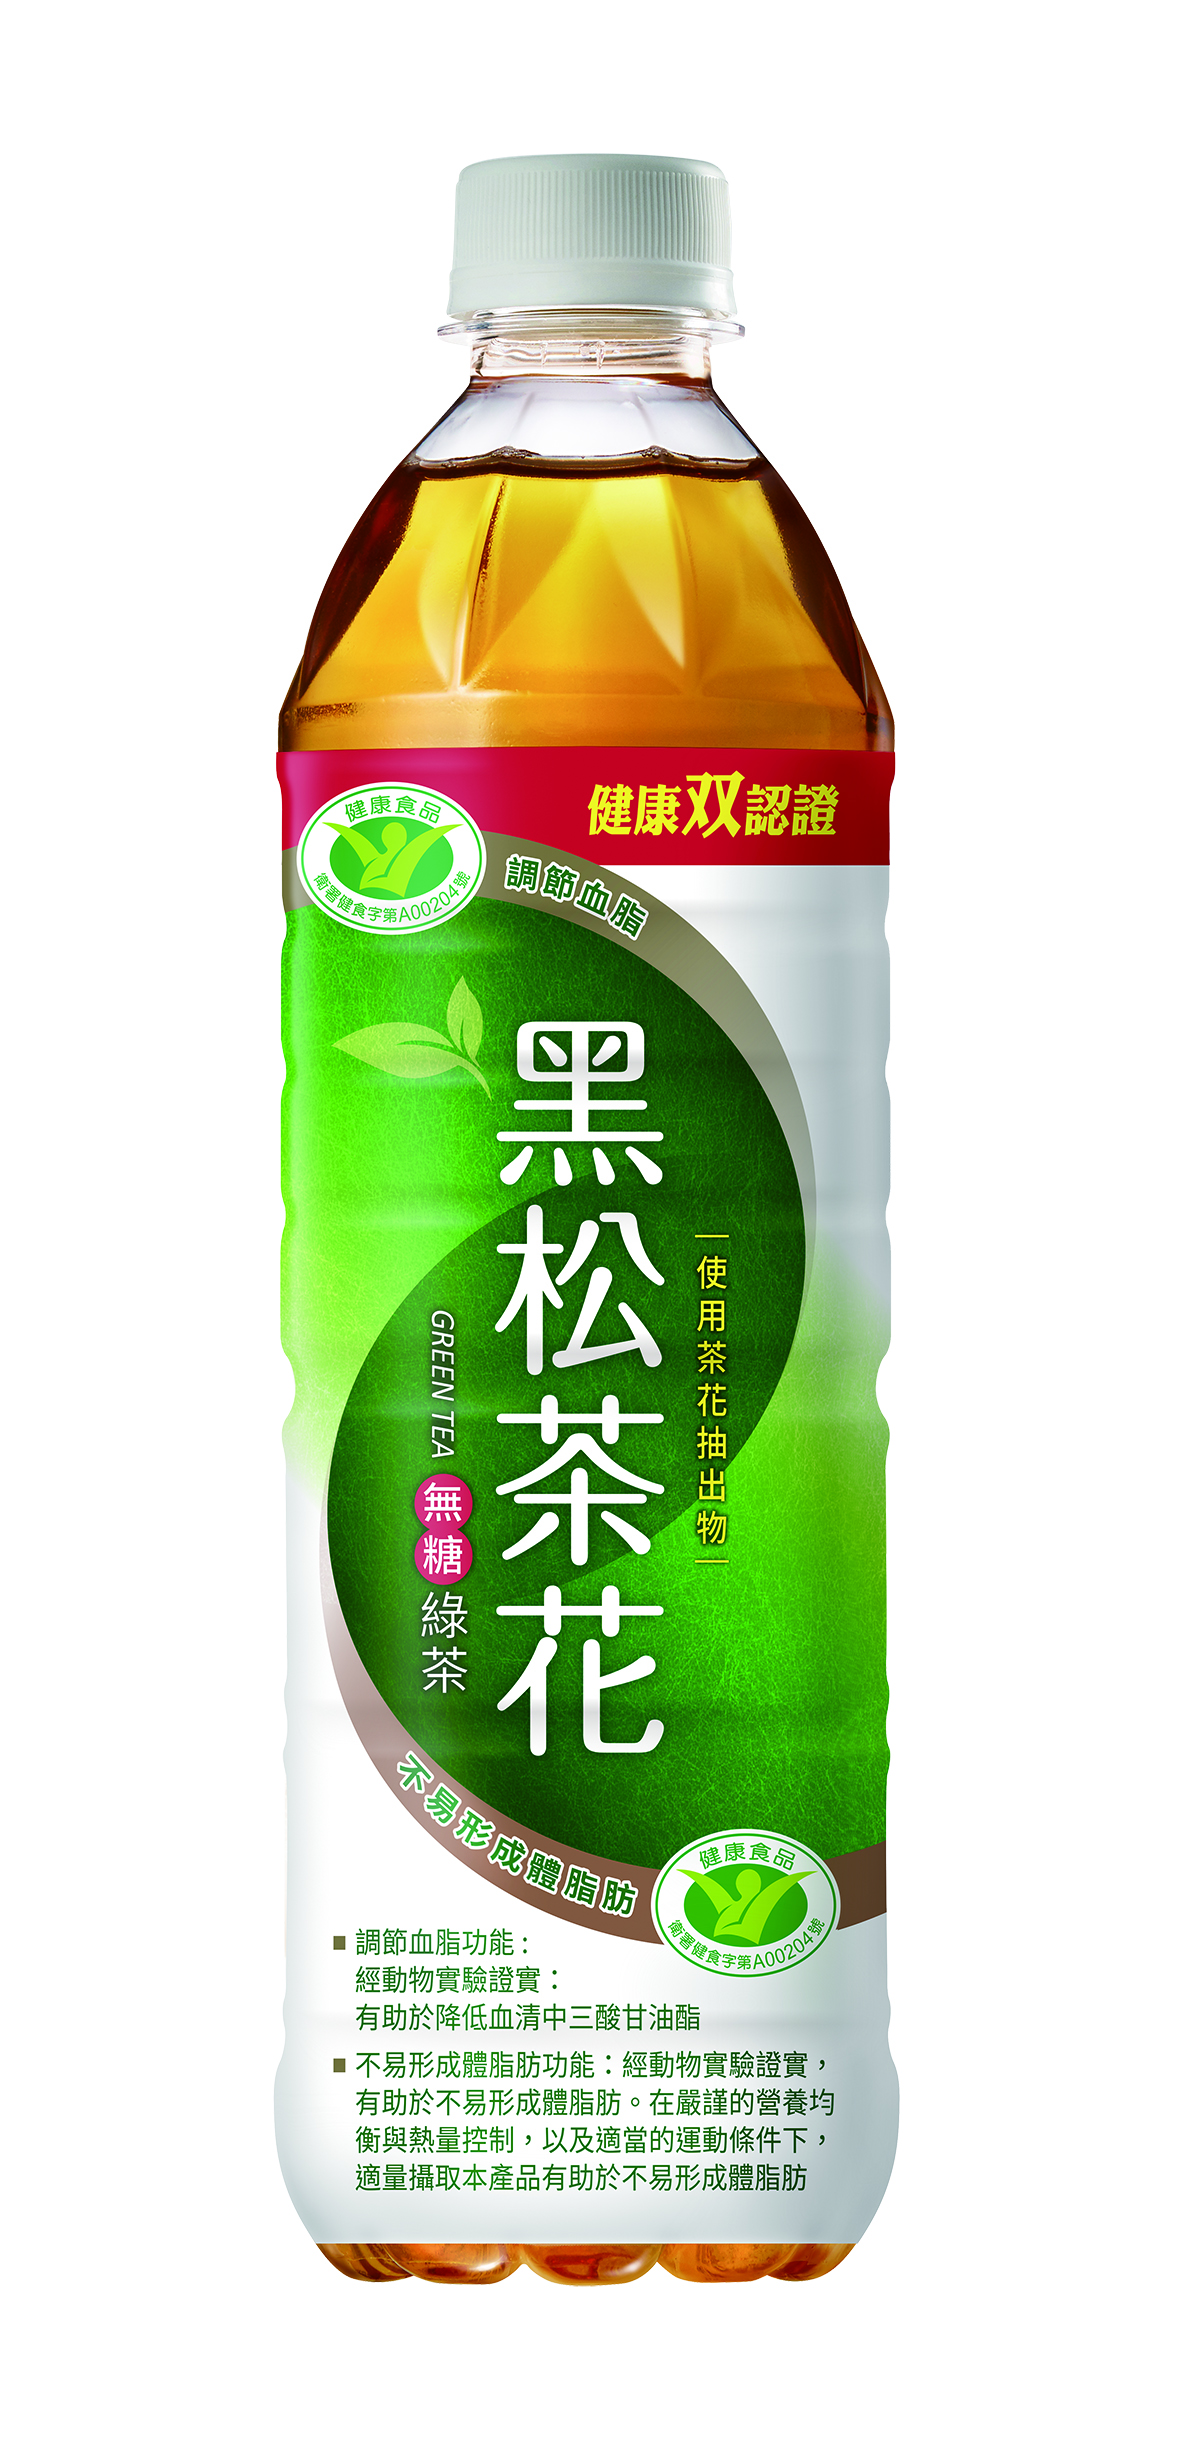 健康双認證
健康食品
衛署健食字第A00204號
調節血脂
黑松茶花
使用茶花抽出物
GREEN TEA
無糖綠茶
不易形成體脂肪
健康食品
衛署健食字第A00204號
■ 調節血脂功能：
經動物實驗證實：
有助於降低血清中三酸甘油酯
■ 不易形成體脂肪功能：經動物實驗證實，
有助於不易形成體脂肪。在嚴謹的營養均
衡與熱量控制，以及適當的運動條件下，
適量攝取本產品有助於不易形成體脂肪